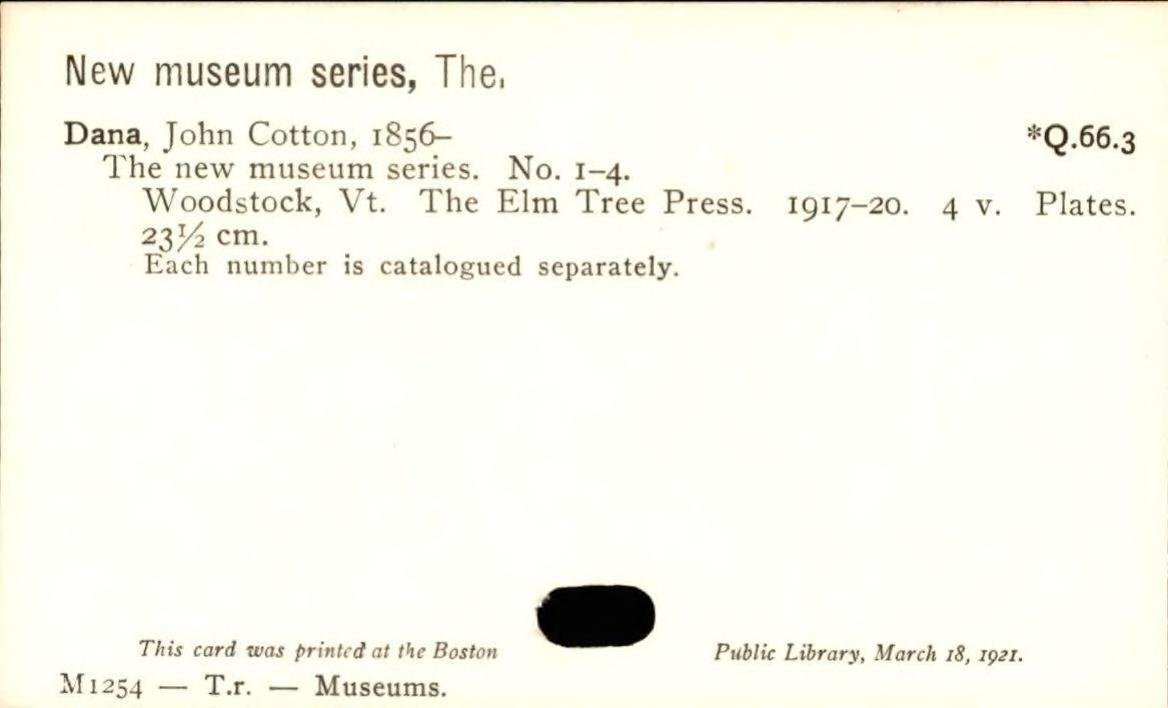 New museum series, The.
Dana, John Cotton, 1856– *Q.66.3
The new museum series. No. 1–4.
Woodstock, Vt. The Elm Tree Press. 1917–20. 4 v. Plates.
23½ cm.
Each number is catalogued separately.
This card was printed at the Boston Public Library, March 18, 1921.
M1254 — T.r. — Museums.